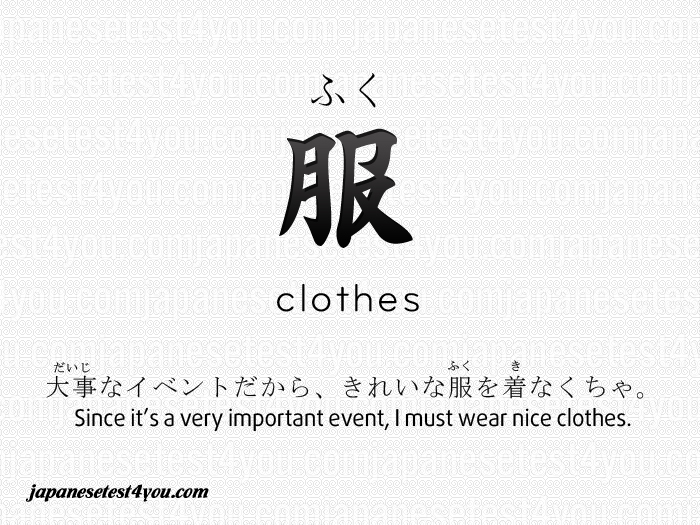 ふく
服
clothes
だいじ ふく き
大事なイベントだから、きれいな服を着なくちゃ。
Since it's a very important event, I must wear nice clothes.
japanesetest4you.com